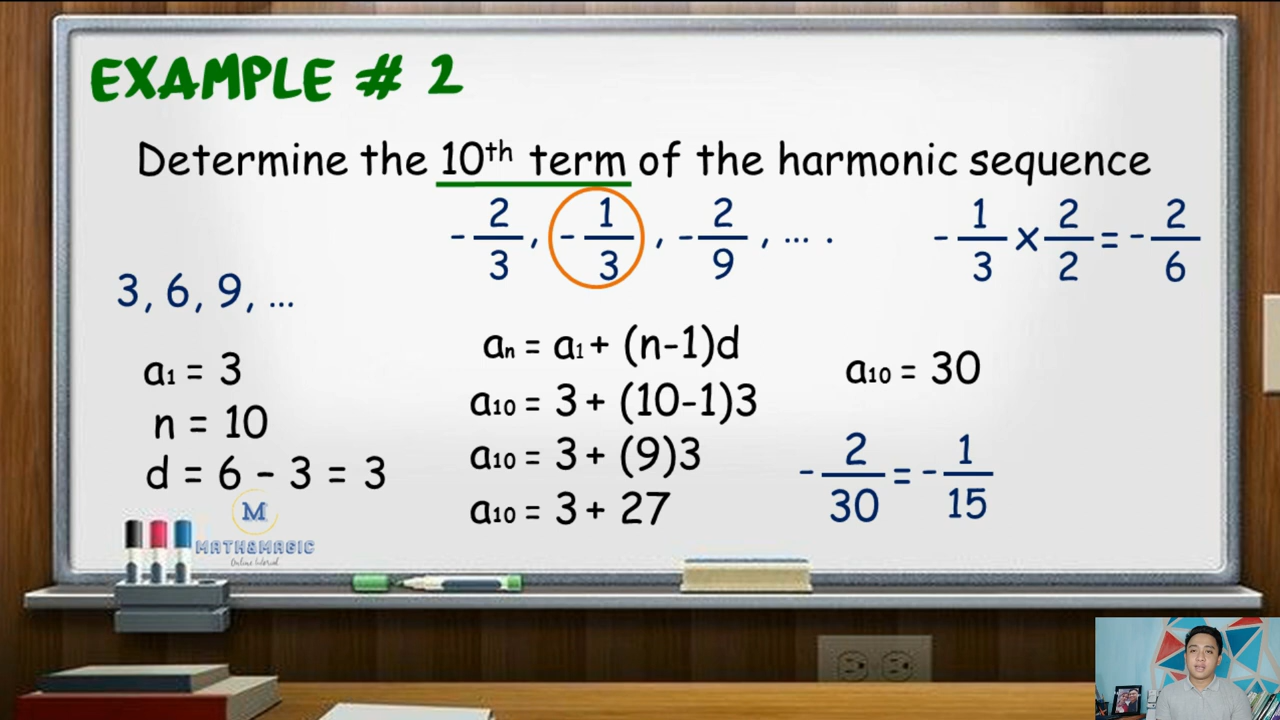 EXAMPLE # 2
Determine the 10th term of the harmonic sequence
- 2/3, - 1/3, - 2/9, ... .
- 1/3 x 2/2 = - 2/6
3, 6, 9, ...
a1 = 3
n = 10
d = 6 - 3 = 3
an = a1 + (n-1)d
a10 = 3 + (10-1)3
a10 = 3 + (9)3
a10 = 3 + 27
a10 = 30
- 2/30 = - 1/15
M
MATH&MAGIC
Online tutorial